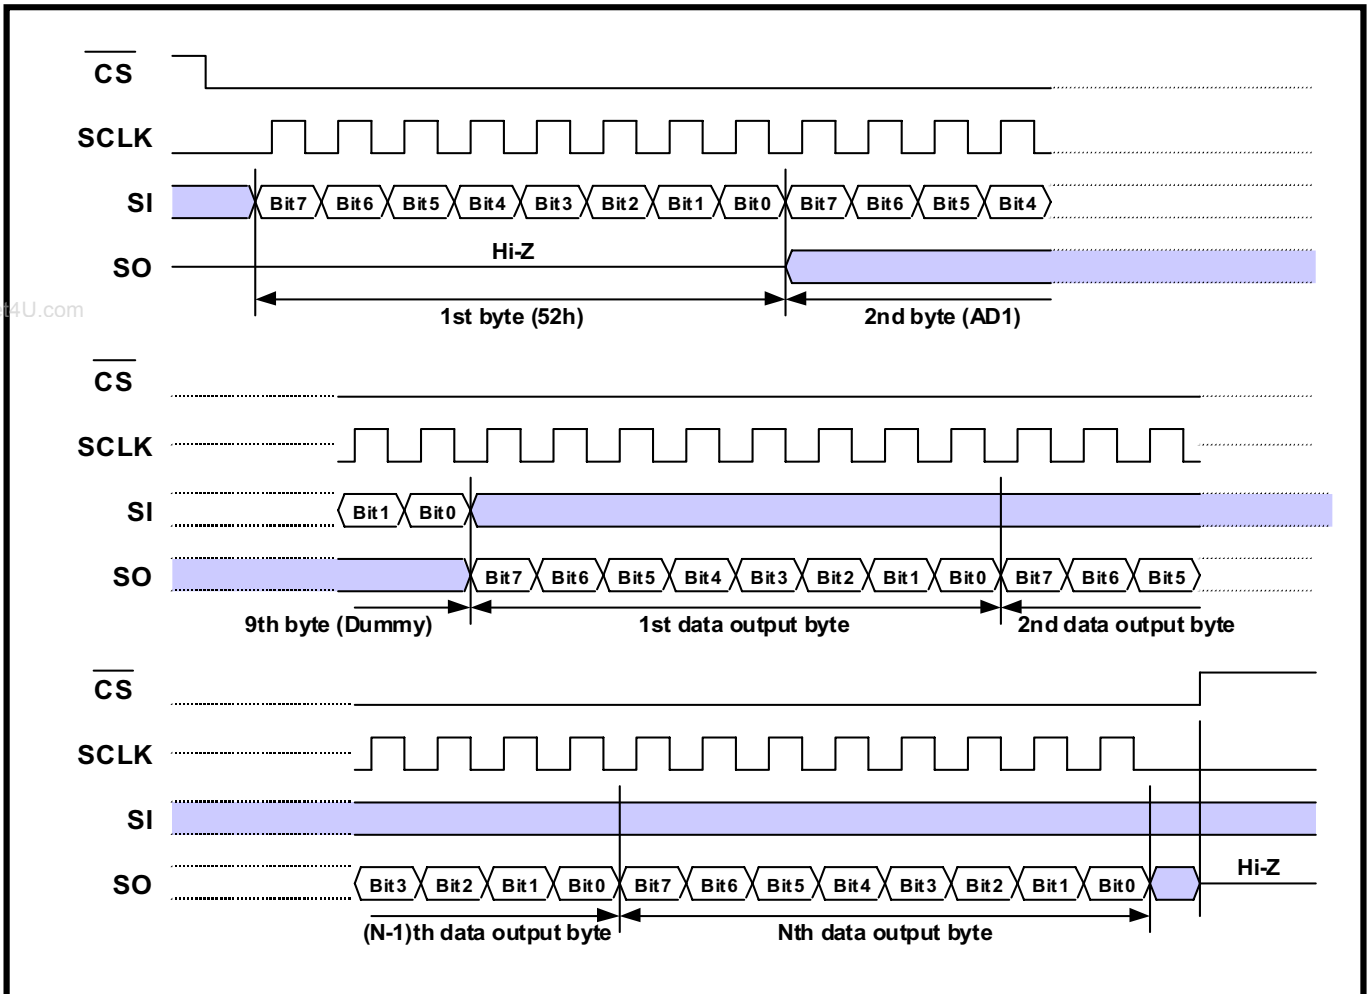 CS
SCLK
SI Bit7 Bit6 Bit5 Bit4 Bit3 Bit2 Bit1 Bit0 Bit7 Bit6 Bit5 Bit4
Hi-Z
SO
et4U.com
1st byte (52h) 2nd byte (AD1)
CS
SCLK
SI Bit1 Bit0
SO Bit7 Bit6 Bit5 Bit4 Bit3 Bit2 Bit1 Bit0 Bit7 Bit6 Bit5
9th byte (Dummy) 1st data output byte 2nd data output byte
CS
SCLK
SI
SO Bit3 Bit2 Bit1 Bit0 Bit7 Bit6 Bit5 Bit4 Bit3 Bit2 Bit1 Bit0 Hi-Z
(N-1)th data output byte Nth data output byte